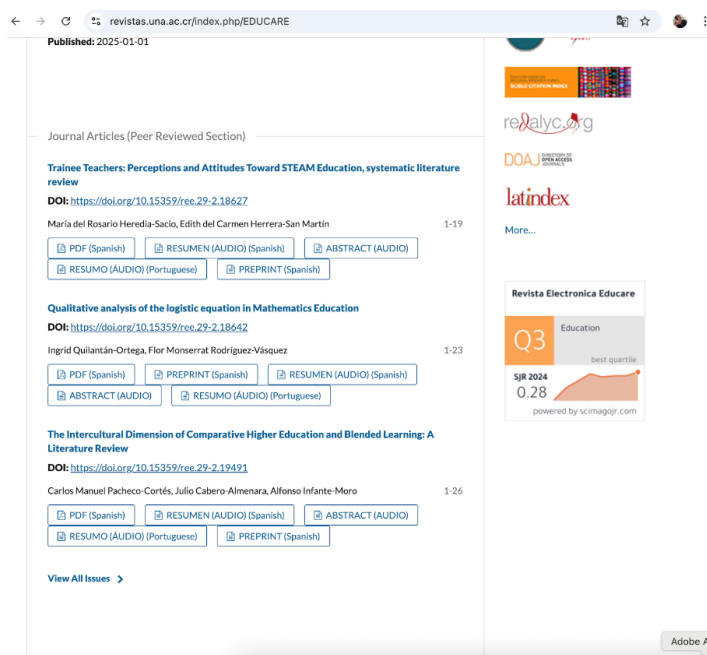 revistas.una.ac.cr/index.php/EDUCARE
Published: 2025-01-01
Journal Articles (Peer Reviewed Section)
Trainee Teachers: Perceptions and Attitudes Toward STEAM Education, systematic literature
review
DOI: https://doi.org/10.15359/ree.29-2.18627
María del Rosario Heredia-Sacio, Edith del Carmen Herrera-San Martín 1-19
PDF (Spanish) RESUMEN (AUDIO) (Spanish) ABSTRACT (AUDIO)
RESUMO (ÁUDIO) (Portuguese) PREPRINT (Spanish)
Qualitative analysis of the logistic equation in Mathematics Education
DOI: https://doi.org/10.15359/ree.29-2.18642
Ingrid Quilantán-Ortega, Flor Monserrat Rodríguez-Vásquez 1-23
PDF (Spanish) PREPRINT (Spanish) RESUMEN (AUDIO) (Spanish)
ABSTRACT (AUDIO) RESUMO (ÁUDIO) (Portuguese)
The Intercultural Dimension of Comparative Higher Education and Blended Learning: A
Literature Review
DOI: https://doi.org/10.15359/ree.29-2.19491
Carlos Manuel Pacheco-Cortés, Julio Cabero-Almenara, Alfonso Infante-Moro 1-26
PDF (Spanish) RESUMEN (AUDIO) (Spanish) ABSTRACT (AUDIO)
RESUMO (ÁUDIO) (Portuguese) PREPRINT (Spanish)
View All Issues
SCIELO CITATION INDEX
redalyc.org
DOAJ DIRECTORY OF
OPEN ACCESS
JOURNALS
latindex
More...
Revista Electronica Educare
Q3 Education
best quartile
SJR 2024
0.28
powered by scimagojr.com
Adobe A